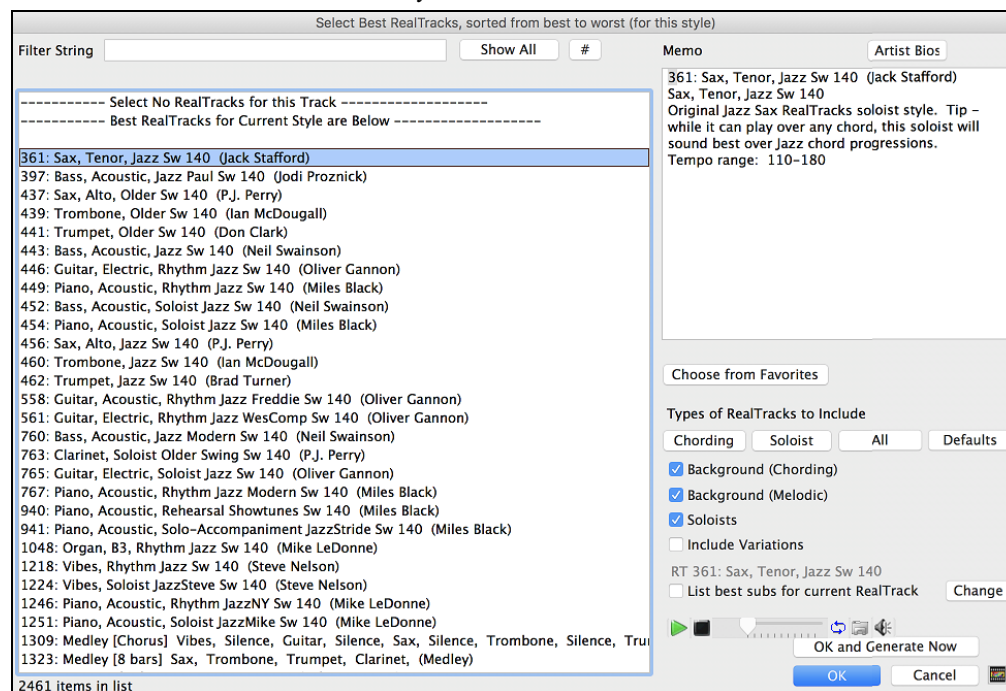 Select Best RealTracks, sorted from best to worst (for this style)
Filter String
Show All
#
----------- Select No RealTracks for this Track -------------------
----------- Best RealTracks for Current Style are Below -------------------
361: Sax, Tenor, Jazz Sw 140 (Jack Stafford)
397: Bass, Acoustic, Jazz Paul Sw 140 (Jodi Proznick)
437: Sax, Alto, Older Sw 140 (P.J. Perry)
439: Trombone, Older Sw 140 (Ian McDougall)
441: Trumpet, Older Sw 140 (Don Clark)
443: Bass, Acoustic, Jazz Sw 140 (Neil Swainson)
446: Guitar, Electric, Rhythm Jazz Sw 140 (Oliver Gannon)
449: Piano, Acoustic, Rhythm Jazz Sw 140 (Miles Black)
452: Bass, Acoustic, Soloist Jazz Sw 140 (Neil Swainson)
454: Piano, Acoustic, Soloist Jazz Sw 140 (Miles Black)
456: Sax, Alto, Jazz Sw 140 (P.J. Perry)
460: Trombone, Jazz Sw 140 (Ian McDougall)
462: Trumpet, Jazz Sw 140 (Brad Turner)
558: Guitar, Acoustic, Rhythm Jazz Freddie Sw 140 (Oliver Gannon)
561: Guitar, Electric, Rhythm Jazz WesComp Sw 140 (Oliver Gannon)
760: Bass, Acoustic, Jazz Modern Sw 140 (Neil Swainson)
763: Clarinet, Soloist Older Swing Sw 140 (P.J. Perry)
765: Guitar, Electric, Soloist Jazz Sw 140 (Oliver Gannon)
767: Piano, Acoustic, Rhythm Jazz Modern Sw 140 (Miles Black)
940: Piano, Acoustic, Rehearsal Showtunes Sw 140 (Miles Black)
941: Piano, Acoustic, Solo-Accompaniment JazzStride Sw 140 (Miles Black)
1048: Organ, B3, Rhythm Jazz Sw 140 (Mike LeDonne)
1218: Vibes, Rhythm Jazz Sw 140 (Steve Nelson)
1224: Vibes, Soloist JazzSteve Sw 140 (Steve Nelson)
1246: Piano, Acoustic, Rhythm JazzNY Sw 140 (Mike LeDonne)
1251: Piano, Acoustic, Soloist JazzMike Sw 140 (Mike LeDonne)
1309: Medley [Chorus] Vibes, Silence, Guitar, Silence, Sax, Silence, Trombone, Silence, Tru
1323: Medley [8 bars] Sax, Trombone, Trumpet, Clarinet, (Medley)
2461 items in list
Memo
Artist Bios
361: Sax, Tenor, Jazz Sw 140 (Jack Stafford)
Sax, Tenor, Jazz Sw 140
Original Jazz Sax RealTracks soloist style. Tip –
while it can play over any chord, this soloist will
sound best over Jazz chord progressions.
Tempo range: 110-180
Choose from Favorites
Types of RealTracks to Include
Chording
Soloist
All
Defaults
Background (Chording)
Background (Melodic)
Soloists
Include Variations
RT 361: Sax, Tenor, Jazz Sw 140
List best subs for current RealTrack
Change
OK and Generate Now
OK
Cancel